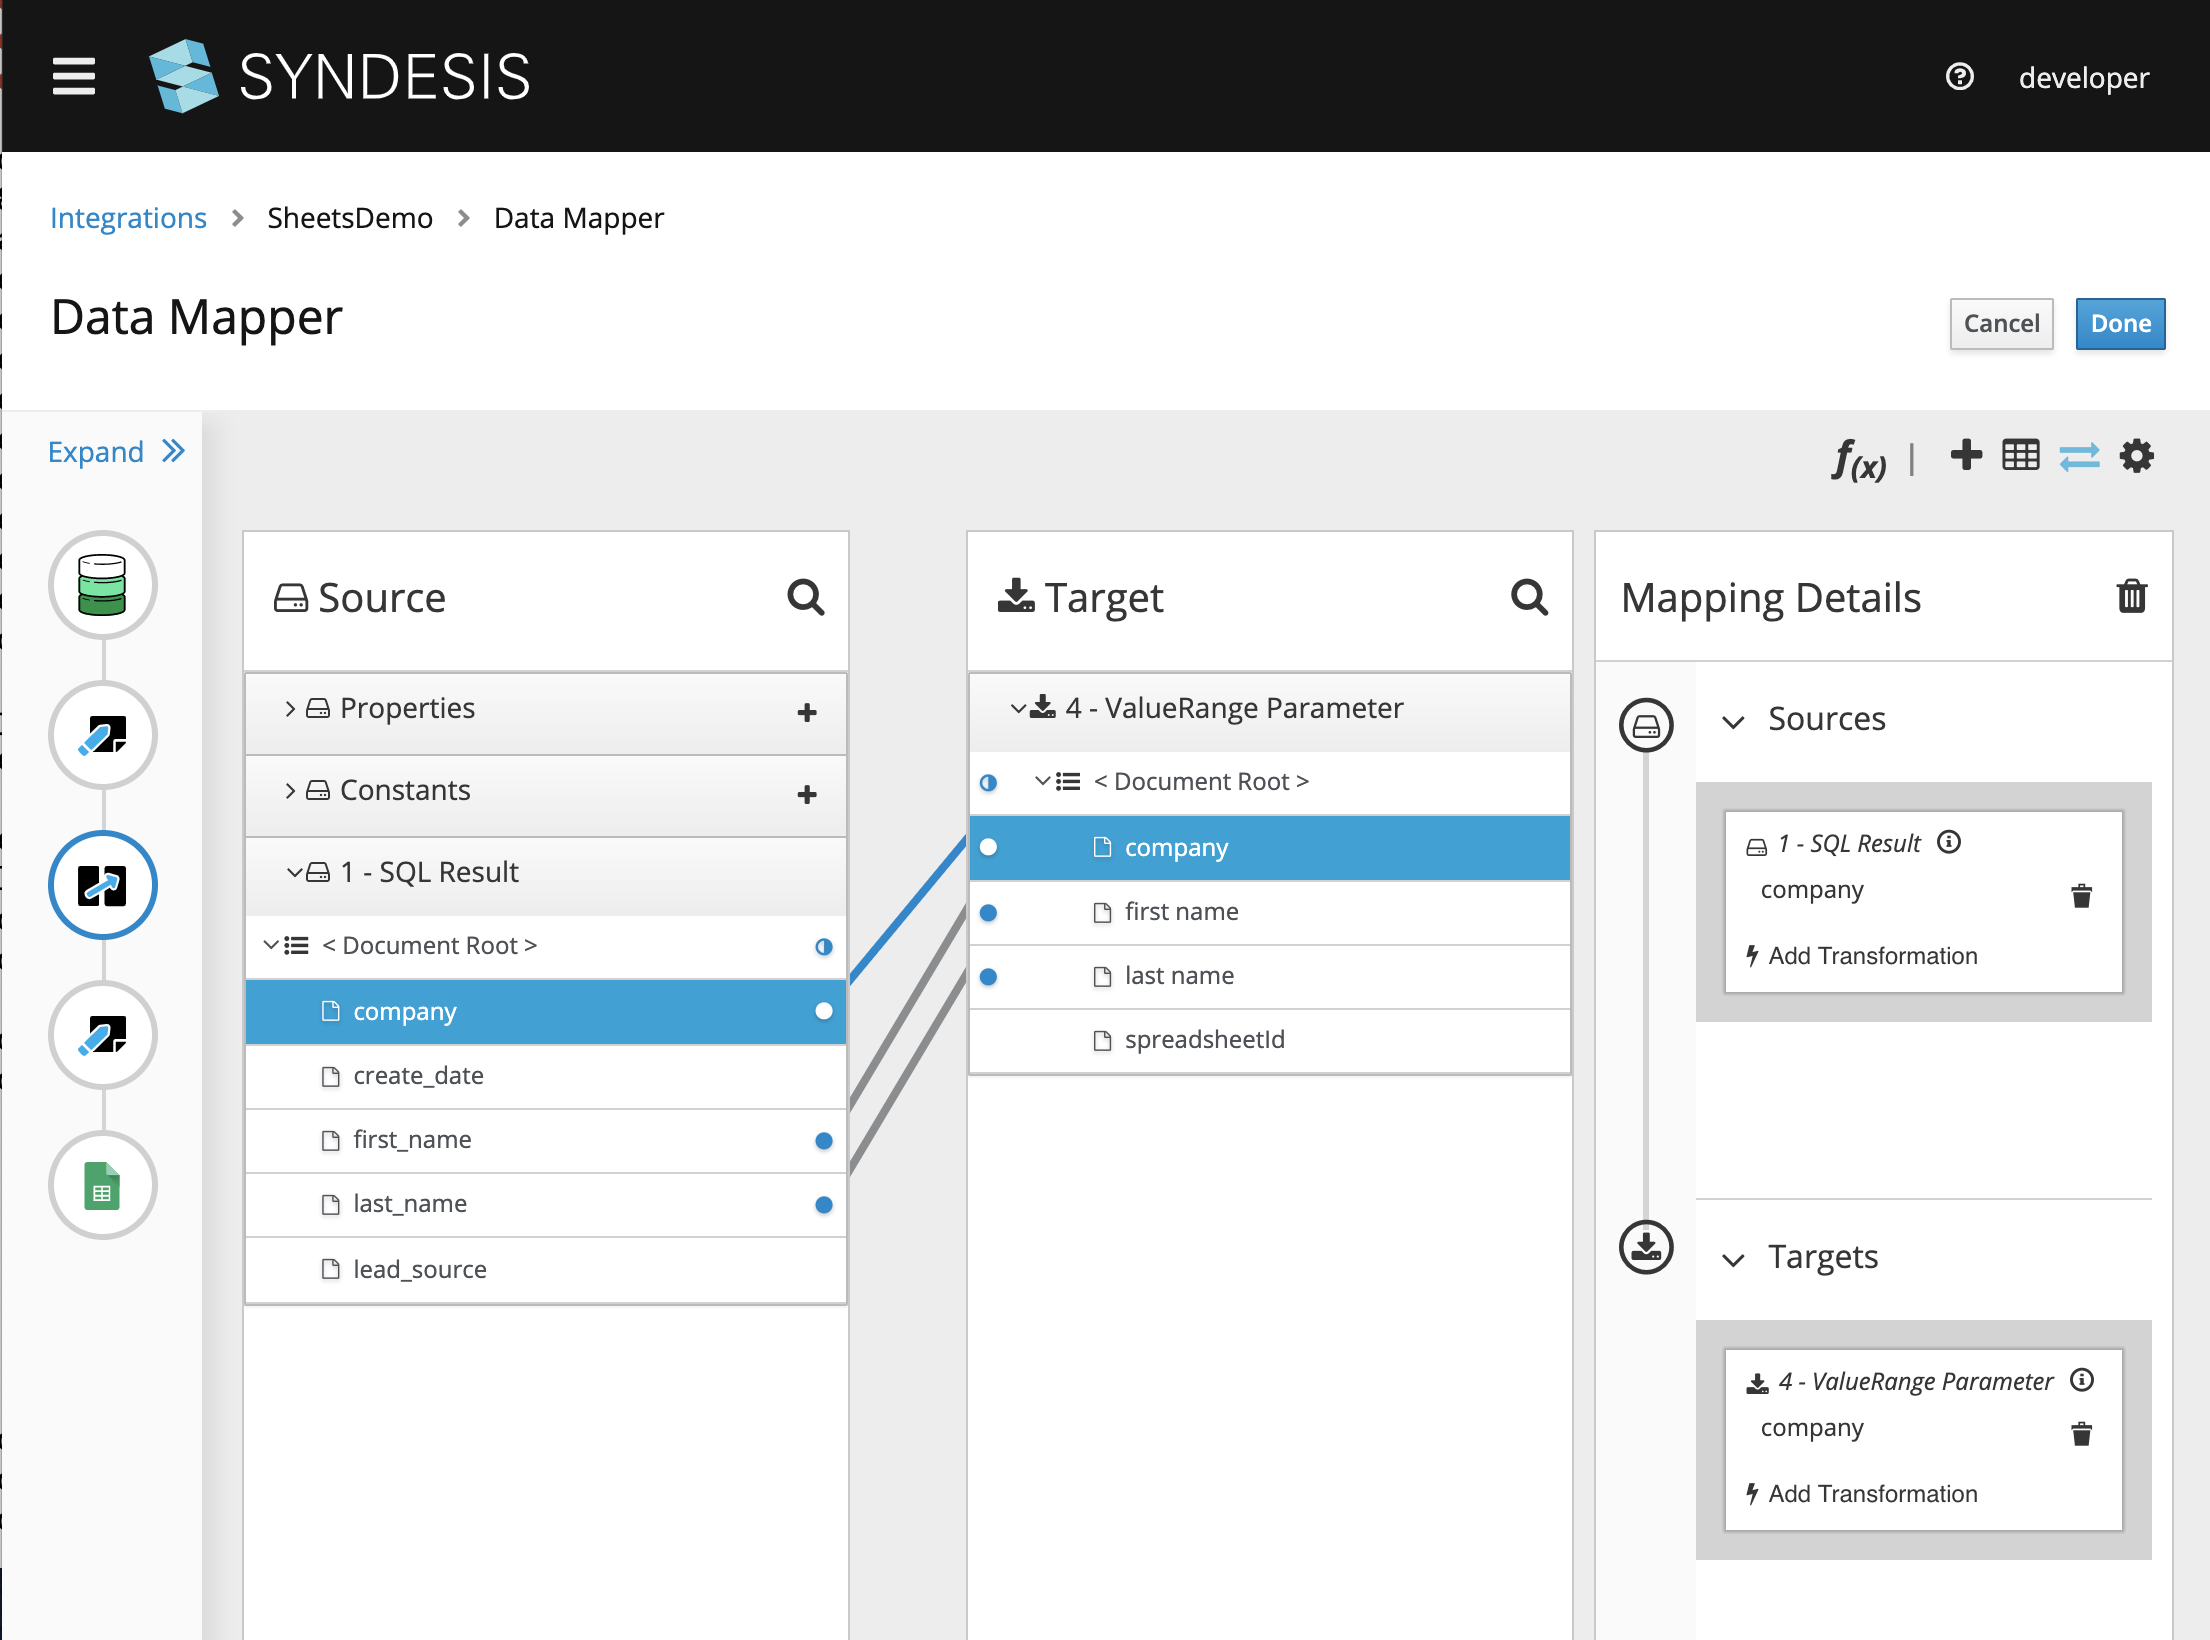 SYNDESIS
developer
Integrations > SheetsDemo > Data Mapper
Data Mapper
Cancel
Done
Expand
f(x) |
Source
Properties
Constants
1 - SQL Result
< Document Root >
company
create_date
first_name
last_name
lead_source
Target
4 - ValueRange Parameter
< Document Root >
company
first name
last name
spreadsheetId
Mapping Details
Sources
1 - SQL Result
company
Add Transformation
Targets
4 - ValueRange Parameter
company
Add Transformation